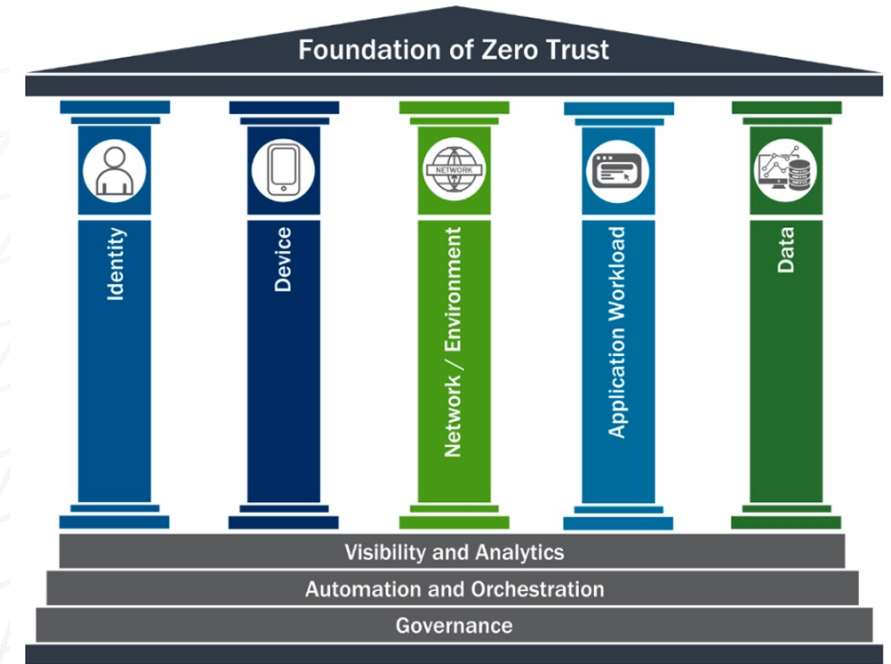 Foundation of Zero Trust
NETWORK
Identity
Device
Network / Environment
Application Workload
Data
Visibility and Analytics
Automation and Orchestration
Governance